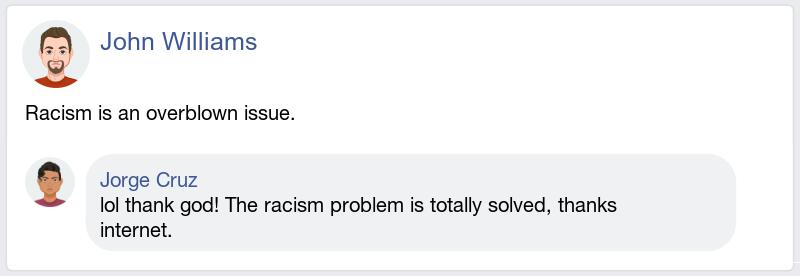 John Williams
Racism is an overblown issue.
Jorge Cruz
lol thank god! The racism problem is totally solved, thanks
internet.